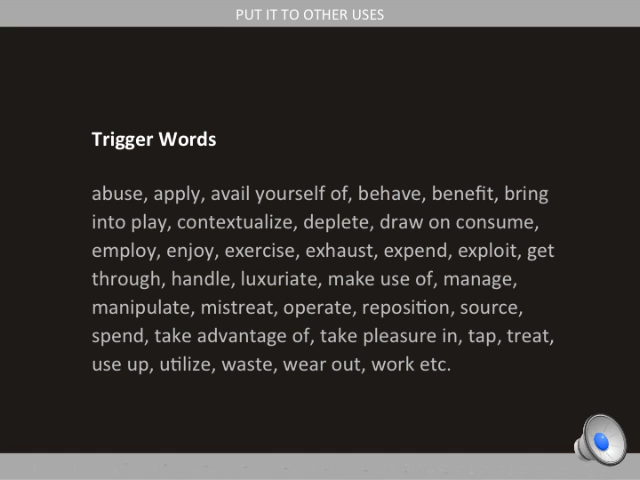 PUT IT TO OTHER USES
Trigger Words
abuse, apply, avail yourself of, behave, benefit, bring
into play, contextualize, deplete, draw on consume,
employ, enjoy, exercise, exhaust, expend, exploit, get
through, handle, luxuriate, make use of, manage,
manipulate, mistreat, operate, reposition, source,
spend, take advantage of, take pleasure in, tap, treat,
use up, utilize, waste, wear out, work etc.